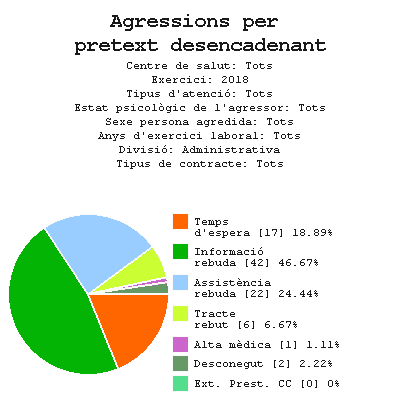 Agressions per
pretext desencadenant
Centre de salut: Tots
Exercici: 2018
Tipus d'atenció: Tots
Estat psicològic de l'agressor: Tots
Sexe persona agredida: Tots
Anys d'exercici laboral: Tots
Divisió: Administrativa
Tipus de contracte: Tots
Temps
d'espera [17] 18.89%
Informació
rebuda [42] 46.67%
Assistència
rebuda [22] 24.44%
Tracte
rebut [6] 6.67%
Alta mèdica [1] 1.11%
Desconegut [2] 2.22%
Ext. Prest. CC [0] 0%